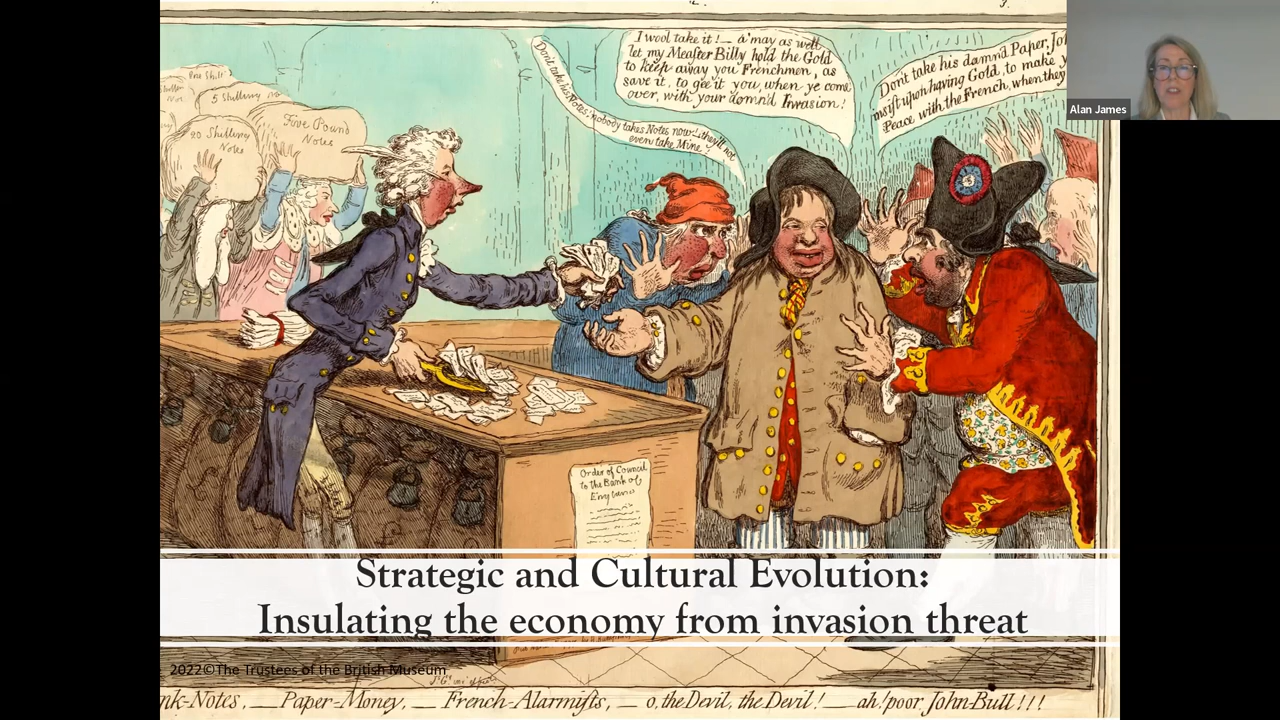 I wool take it! — a'may as well
let my Measter Billy hold the Gold
to keep away you Frenchmen, as
save it, to gee it you, when ye come
over, with your domn'd Invasion!
Don't take his damn'd Paper, Jo
insist upon having Gold, to make y
Peace with the French, when they
Don't take his Notes, nobody takes Notes now! they'll not
even take Mine
Alan James
5 Shilling
20 Shilling
Note
Five Pound
Notes
Order of Council
to the Bank of
England
Strategic and Cultural Evolution:
Insulating the economy from invasion threat
2022©The Trustees of the British Museum
nk-Notes, — Paper-Money, — French-Alarmists, — o, the Devil, the Devil! — ah! poor John-Bull!!!